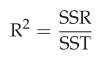 R² = SSR / SST